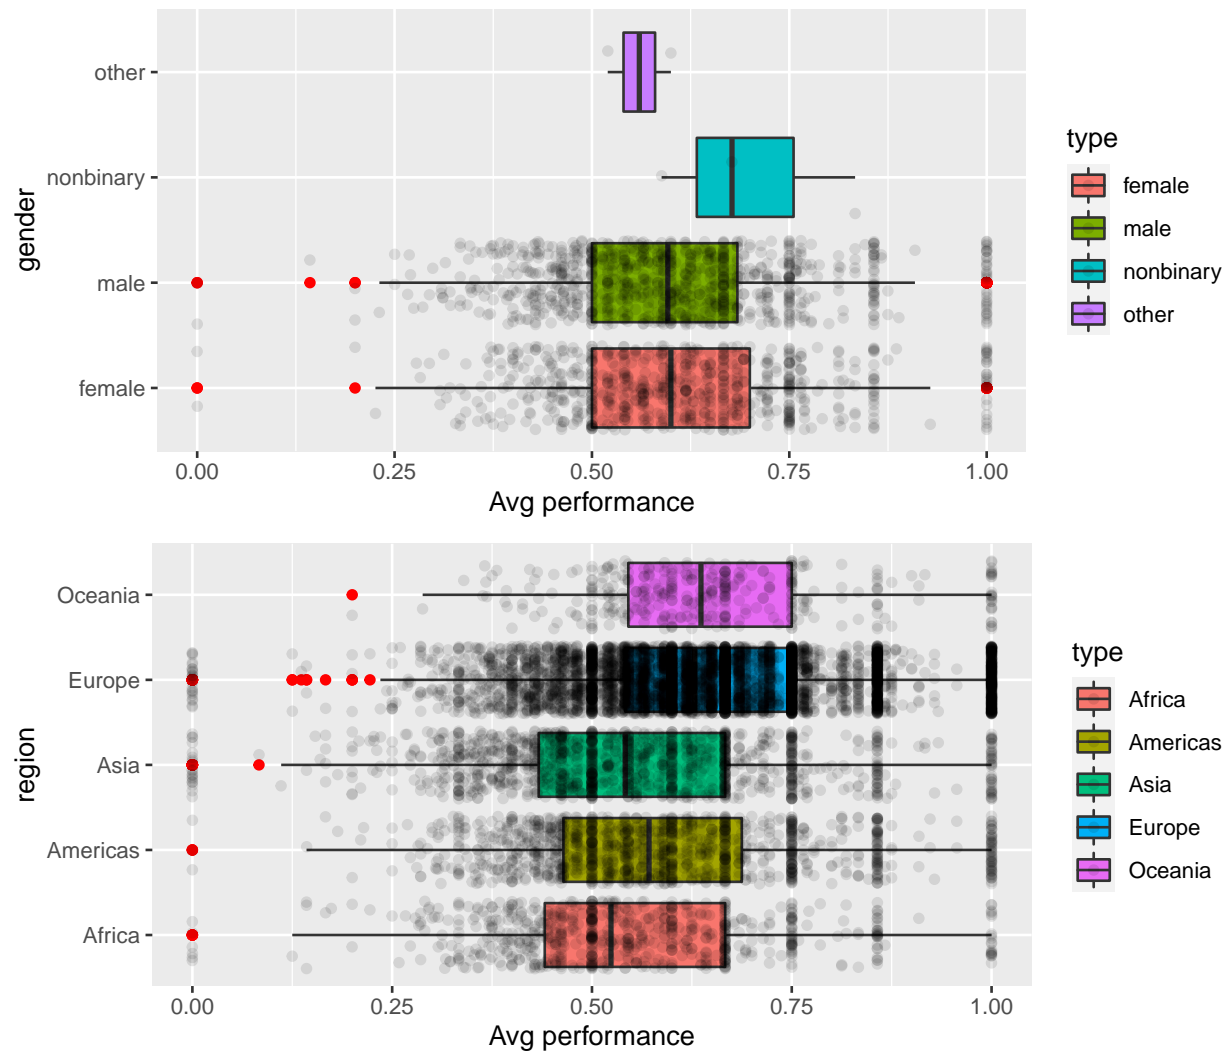 other
nonbinary
male
female
gender
0.00 0.25 0.50 0.75 1.00
Avg performance
type
female
male
nonbinary
other
Oceania
Europe
Asia
Americas
Africa
region
0.00 0.25 0.50 0.75 1.00
Avg performance
type
Africa
Americas
Asia
Europe
Oceania